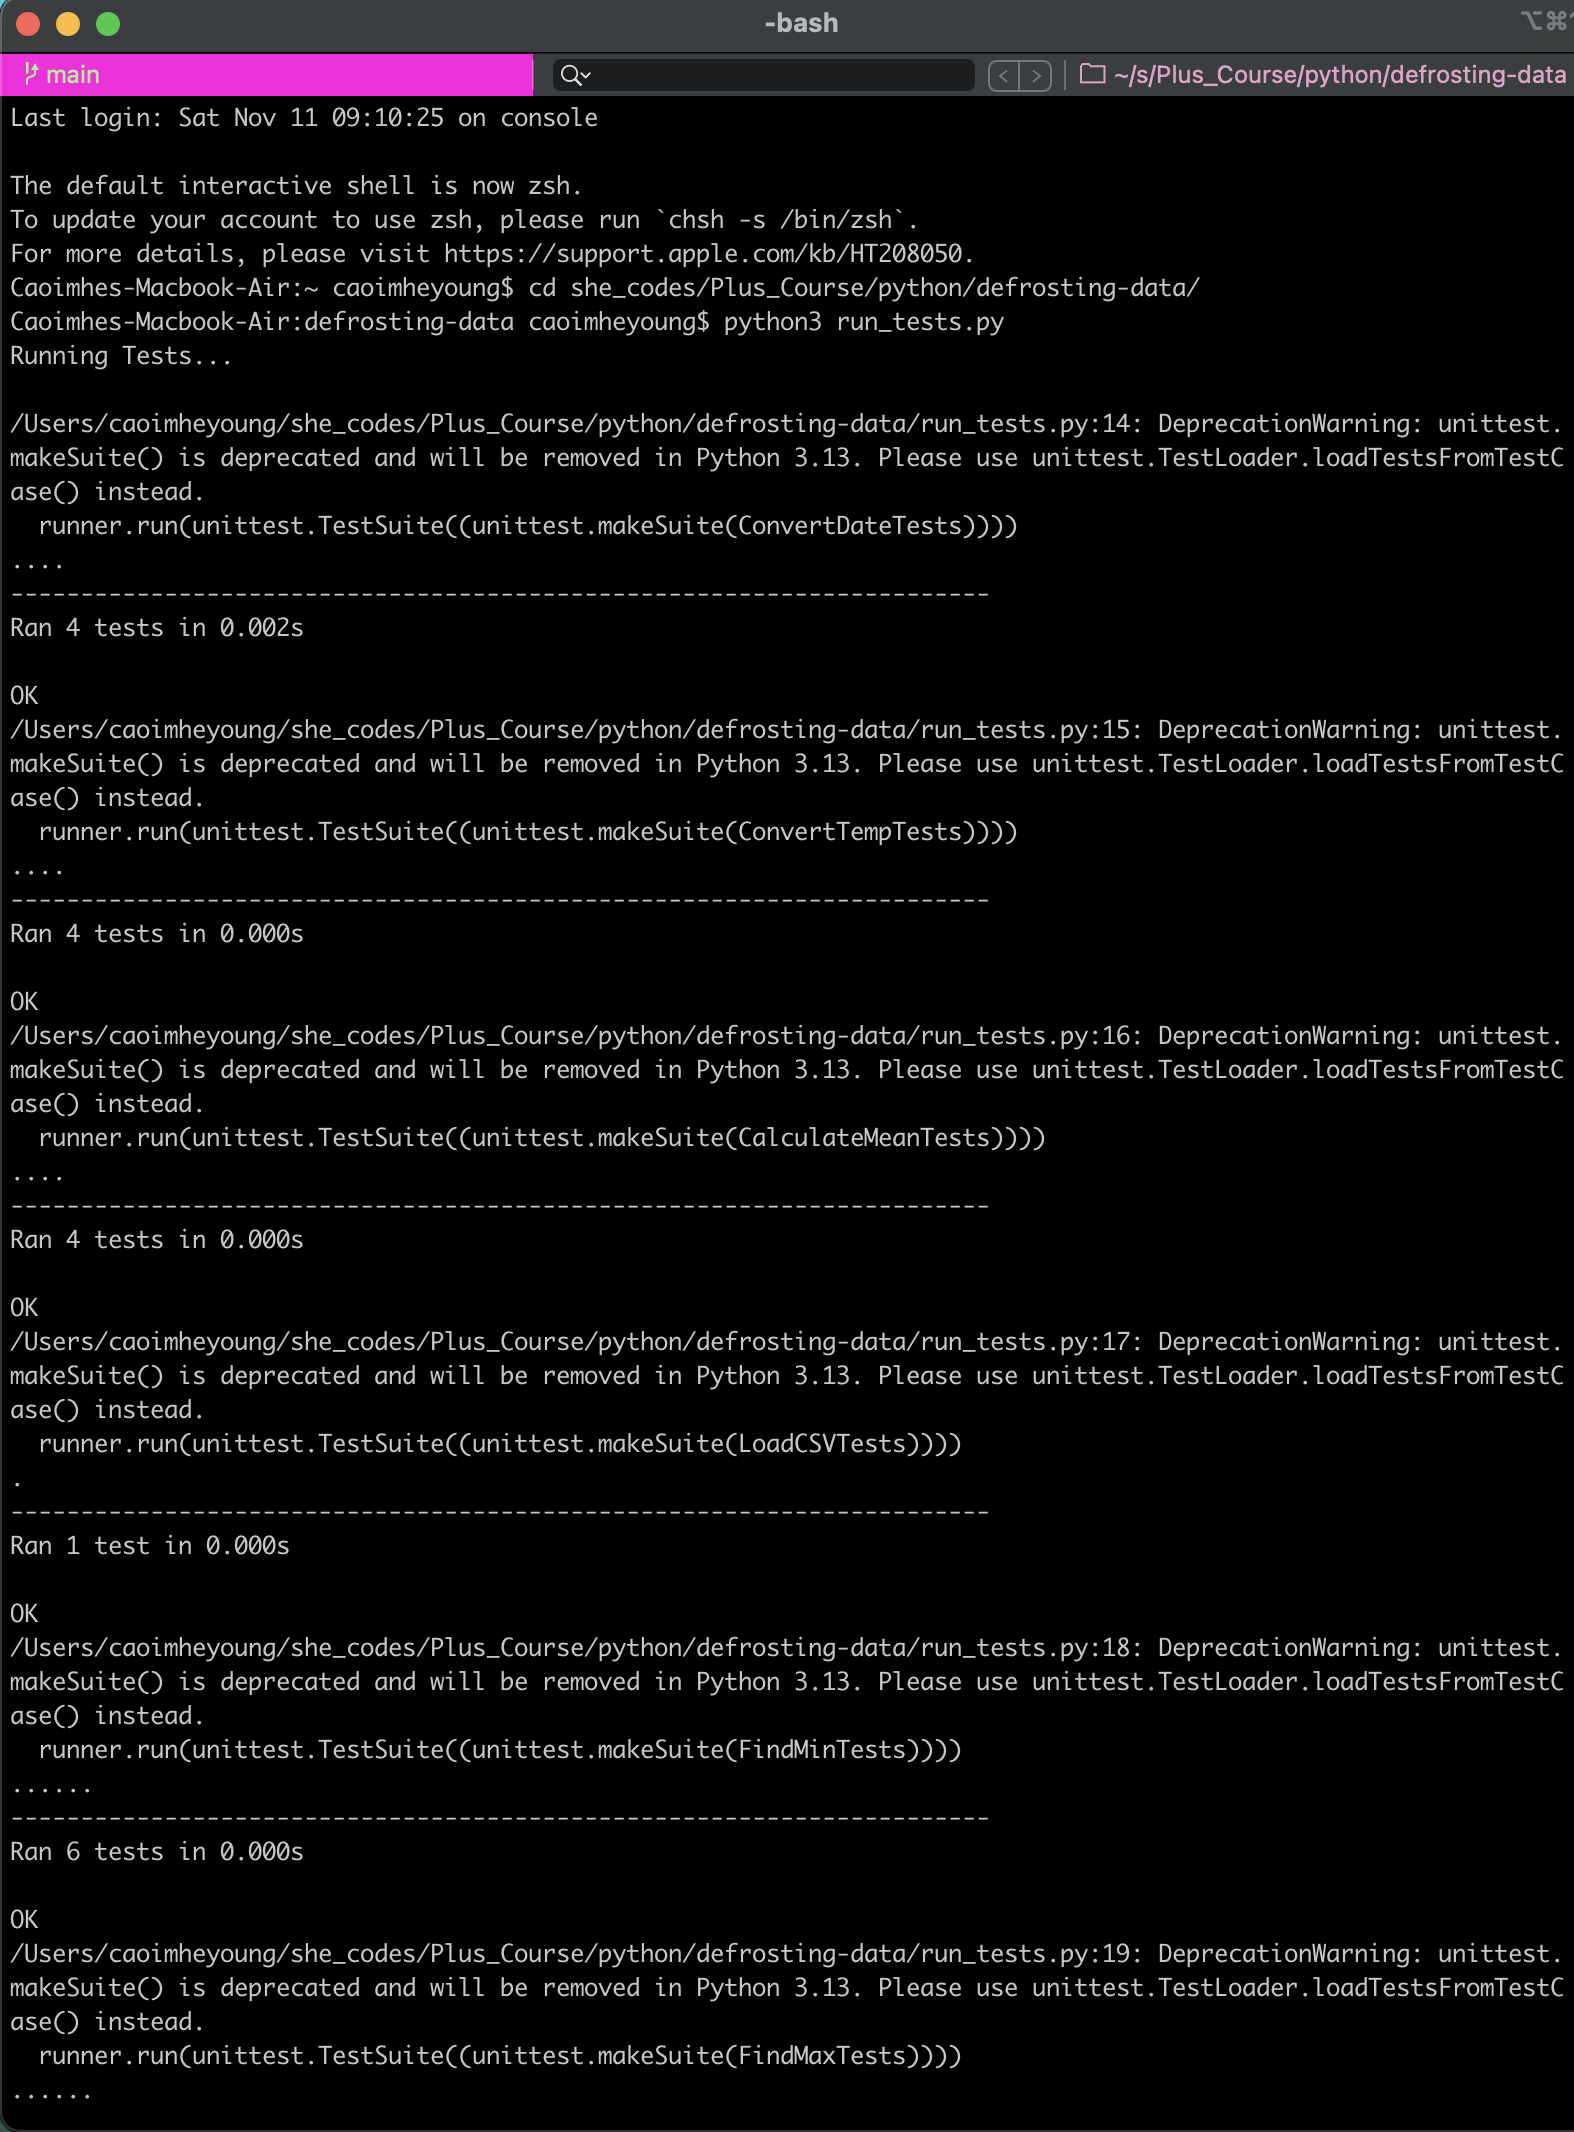 -bash
⌥⌘
main
~/s/Plus_Course/python/defrosting-data
Last login: Sat Nov 11 09:10:25 on console
The default interactive shell is now zsh.
To update your account to use zsh, please run `chsh -s /bin/zsh`.
For more details, please visit https://support.apple.com/kb/HT208050.
Caoimhes-Macbook-Air:~ caoimheyoung$ cd she_codes/Plus_Course/python/defrosting-data/
Caoimhes-Macbook-Air:defrosting-data caoimheyoung$ python3 run_tests.py
Running Tests...
/Users/caoimheyoung/she_codes/Plus_Course/python/defrosting-data/run_tests.py:14: DeprecationWarning: unittest.
makeSuite() is deprecated and will be removed in Python 3.13. Please use unittest.TestLoader.loadTestsFromTestC
ase() instead.
  runner.run(unittest.TestSuite((unittest.makeSuite(ConvertDateTests))))
....
----------------------------------------------------------------------
Ran 4 tests in 0.002s
OK
/Users/caoimheyoung/she_codes/Plus_Course/python/defrosting-data/run_tests.py:15: DeprecationWarning: unittest.
makeSuite() is deprecated and will be removed in Python 3.13. Please use unittest.TestLoader.loadTestsFromTestC
ase() instead.
  runner.run(unittest.TestSuite((unittest.makeSuite(ConvertTempTests))))
....
----------------------------------------------------------------------
Ran 4 tests in 0.000s
OK
/Users/caoimheyoung/she_codes/Plus_Course/python/defrosting-data/run_tests.py:16: DeprecationWarning: unittest.
makeSuite() is deprecated and will be removed in Python 3.13. Please use unittest.TestLoader.loadTestsFromTestC
ase() instead.
  runner.run(unittest.TestSuite((unittest.makeSuite(CalculateMeanTests))))
....
----------------------------------------------------------------------
Ran 4 tests in 0.000s
OK
/Users/caoimheyoung/she_codes/Plus_Course/python/defrosting-data/run_tests.py:17: DeprecationWarning: unittest.
makeSuite() is deprecated and will be removed in Python 3.13. Please use unittest.TestLoader.loadTestsFromTestC
ase() instead.
  runner.run(unittest.TestSuite((unittest.makeSuite(LoadCSVTests))))
.
----------------------------------------------------------------------
Ran 1 test in 0.000s
OK
/Users/caoimheyoung/she_codes/Plus_Course/python/defrosting-data/run_tests.py:18: DeprecationWarning: unittest.
makeSuite() is deprecated and will be removed in Python 3.13. Please use unittest.TestLoader.loadTestsFromTestC
ase() instead.
  runner.run(unittest.TestSuite((unittest.makeSuite(FindMinTests))))
......
----------------------------------------------------------------------
Ran 6 tests in 0.000s
OK
/Users/caoimheyoung/she_codes/Plus_Course/python/defrosting-data/run_tests.py:19: DeprecationWarning: unittest.
makeSuite() is deprecated and will be removed in Python 3.13. Please use unittest.TestLoader.loadTestsFromTestC
ase() instead.
  runner.run(unittest.TestSuite((unittest.makeSuite(FindMaxTests))))
......